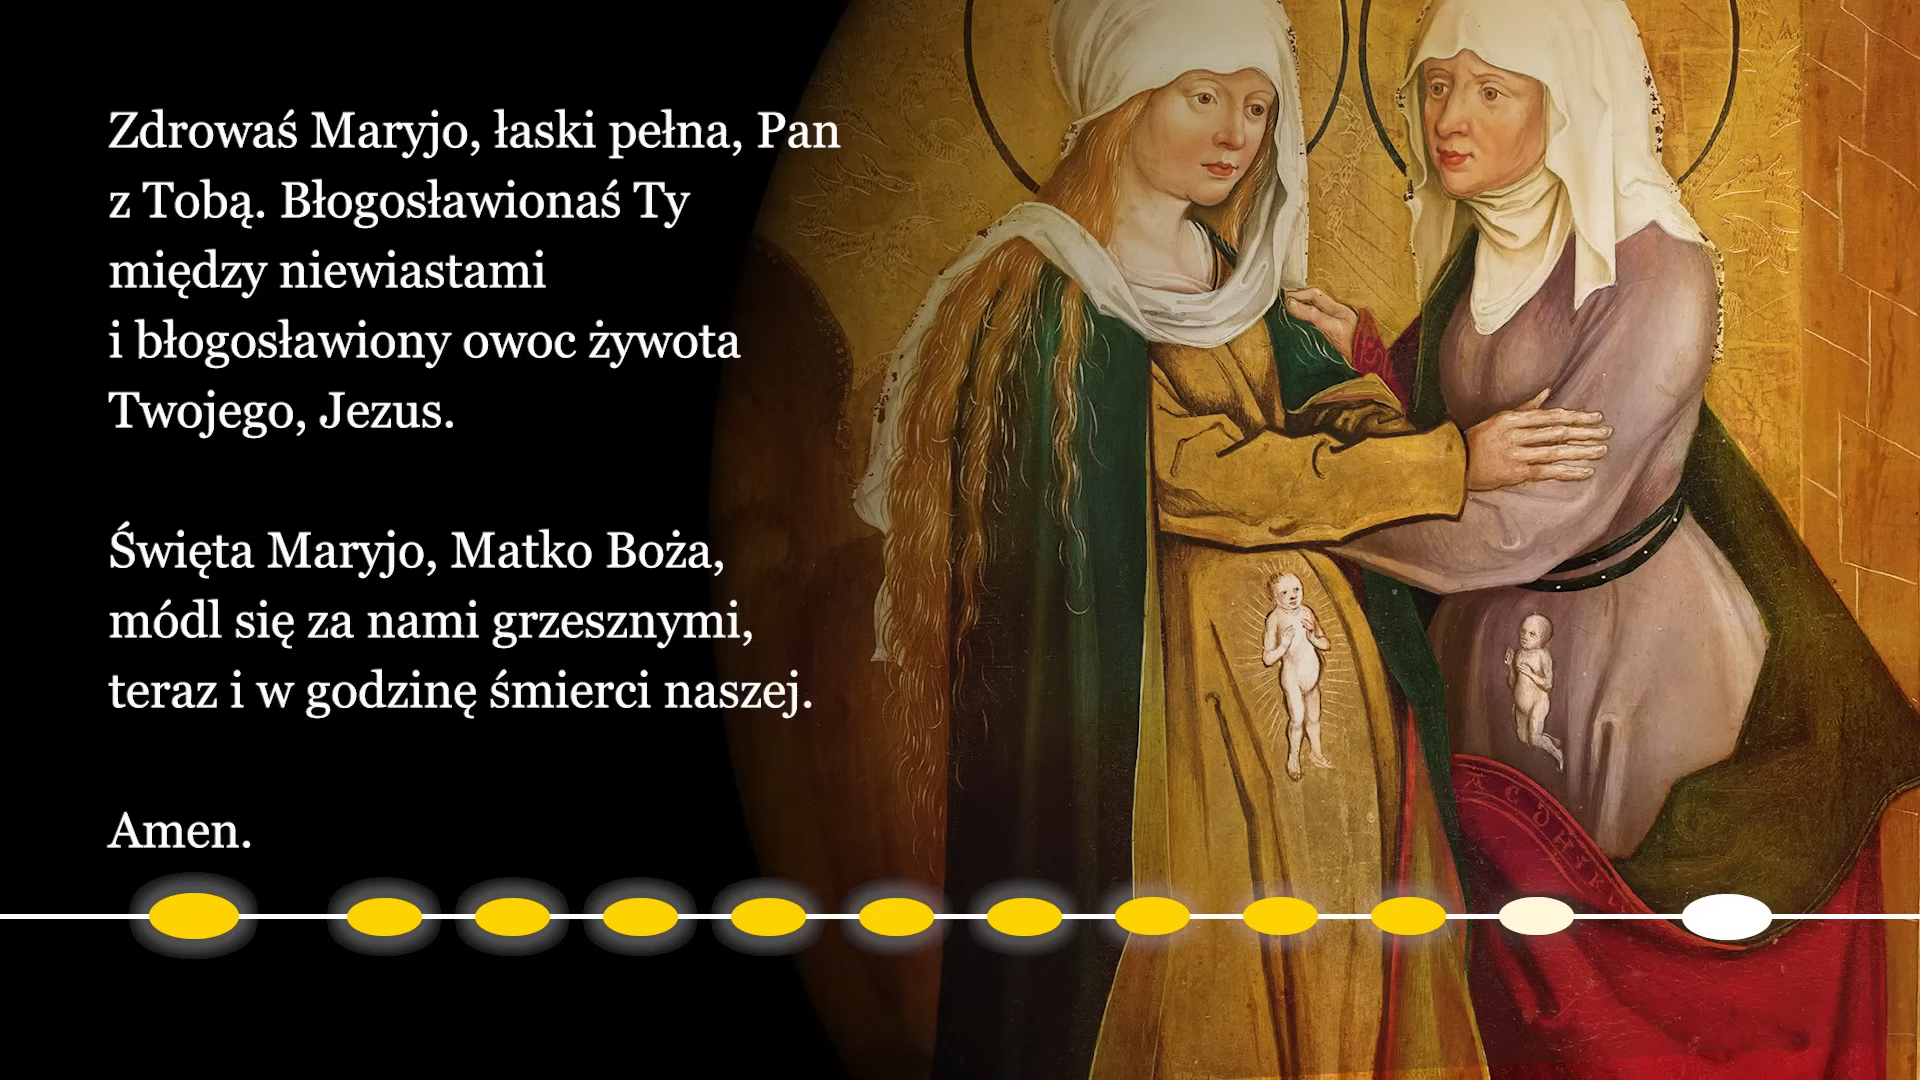 Zdrowaś Maryjo, łaski pełna, Pan
z Tobą. Błogosławionaś Ty
między niewiastami
i błogosławiony owoc żywota
Twojego, Jezus.
Święta Maryjo, Matko Boża,
módl się za nami grzesznymi,
teraz i w godzinę śmierci naszej.
Amen.